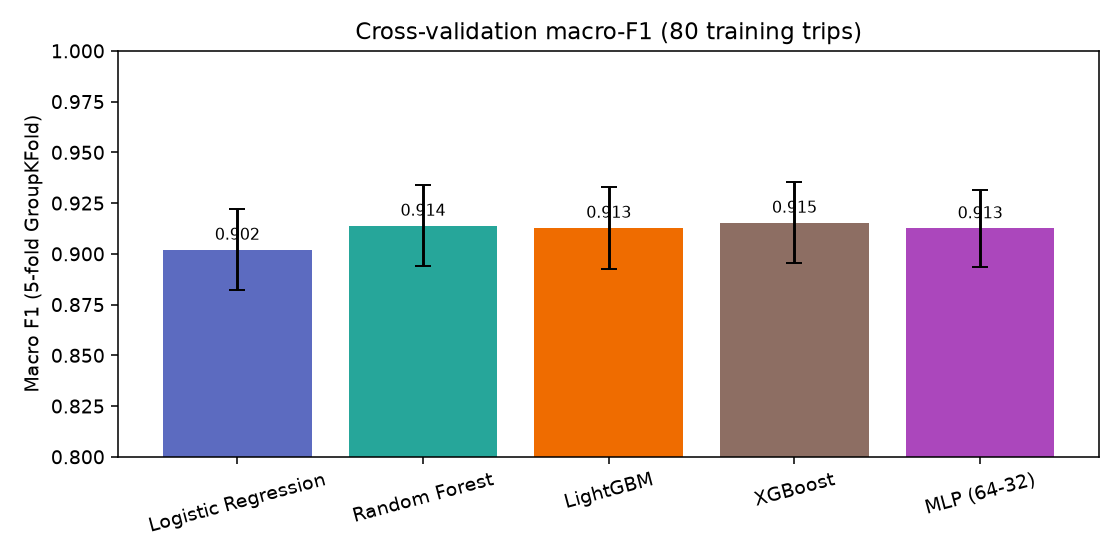 Cross-validation macro-F1 (80 training trips)
Macro F1 (5-fold GroupKFold)
1.000
0.975
0.950
0.925
0.900
0.875
0.850
0.825
0.800
0.902
0.914
0.913
0.915
0.913
Logistic Regression
Random Forest
LightGBM
XGBoost
MLP (64-32)